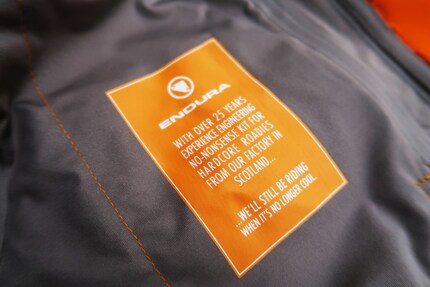 ENDURA
WITH OVER 25 YEARS
EXPERIENCE ENGINEERING
NO-NONSENSE KIT FOR
HARDCORE ROADIES
FROM OUR FACTORY IN
SCOTLAND...
...WE'LL STILL BE RIDING
WHEN IT'S NO LONGER COOL.